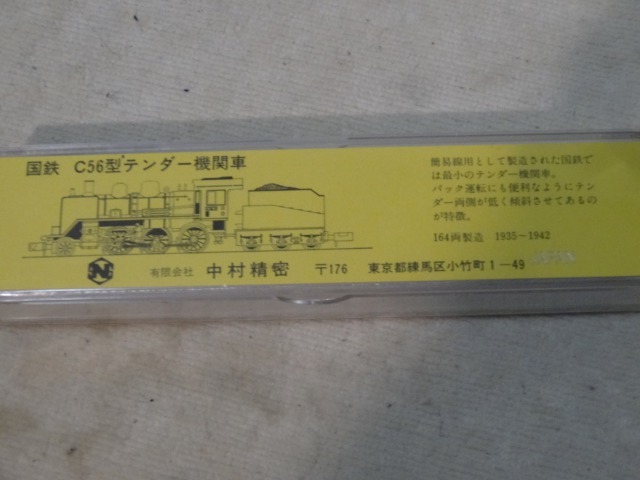 国鉄 C56型テンダー機関車
簡易線用として製造された国鉄で
は最小のテンダー機関車。
バック運転にも便利なようにテン
ダー両側が低く傾斜させてあるの
が特徴。
164両製造 1935〜1942
有限会社 中村精密 〒176 東京都練馬区小竹町1-49